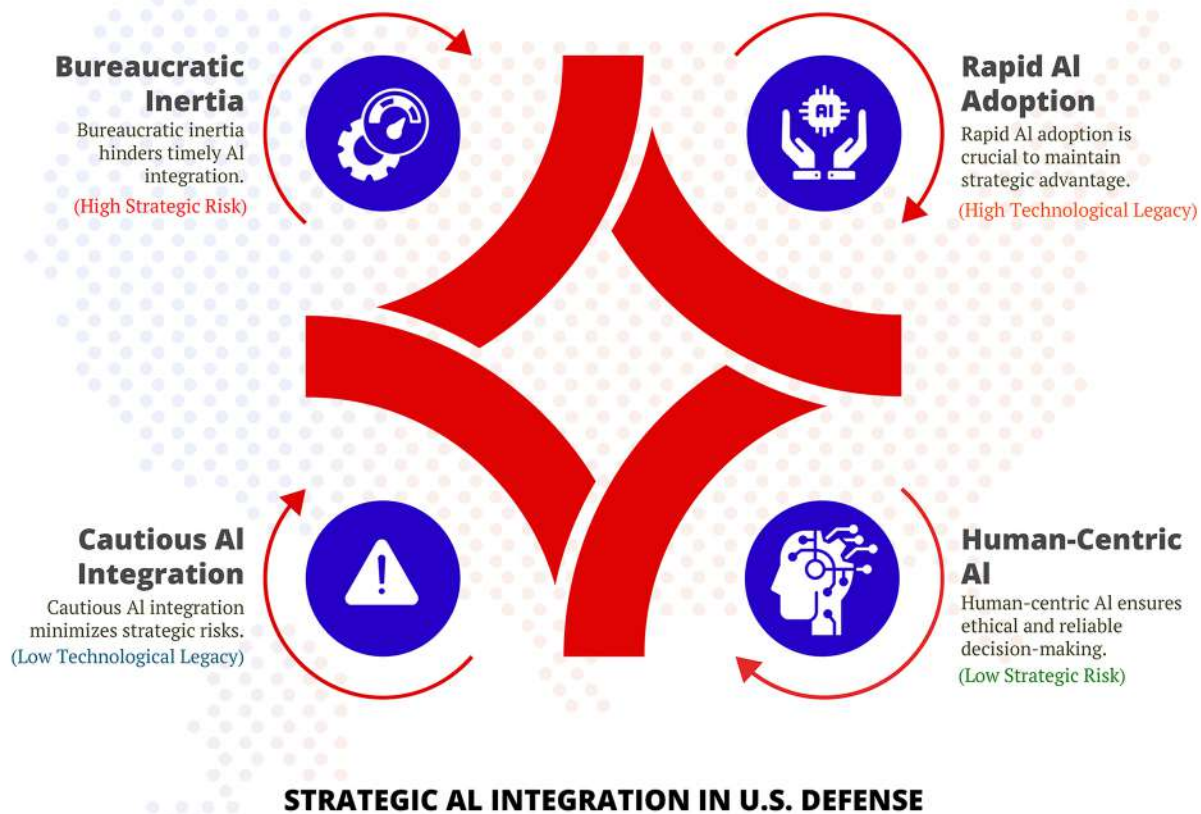 Bureaucratic
Inertia
Bureaucratic inertia
hinders timely AI
integration.
(High Strategic Risk)
AI
Rapid AI
Adoption
Rapid AI adoption is
crucial to maintain
strategic advantage.
(High Technological Legacy)
Cautious AI
Integration
Cautious AI integration
minimizes strategic risks.
(Low Technological Legacy)
Human-Centric
AI
Human-centric AI ensures
ethical and reliable
decision-making.
(Low Strategic Risk)
STRATEGIC AL INTEGRATION IN U.S. DEFENSE